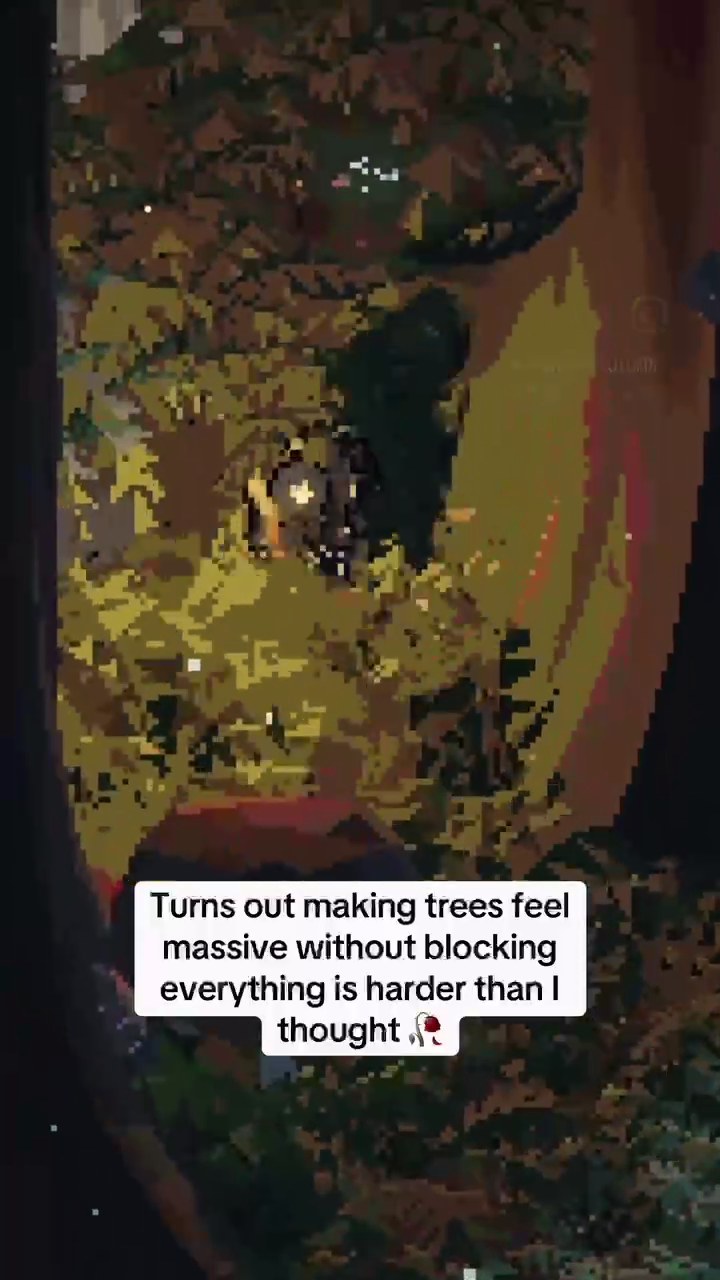 Turns out making trees feel
massive without blocking
everything is harder than I
thought 🥀